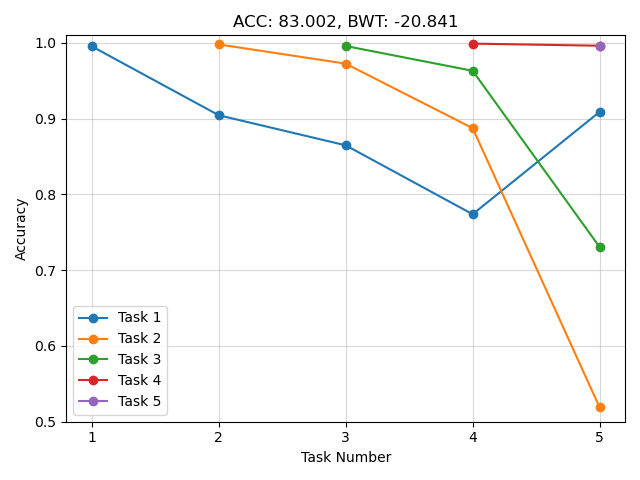 ACC: 83.002, BWT: -20.841
1.0
0.9
0.8
0.7
0.6
0.5
Accuracy
Task 1
Task 2
Task 3
Task 4
Task 5
1 2 3 4 5
Task Number